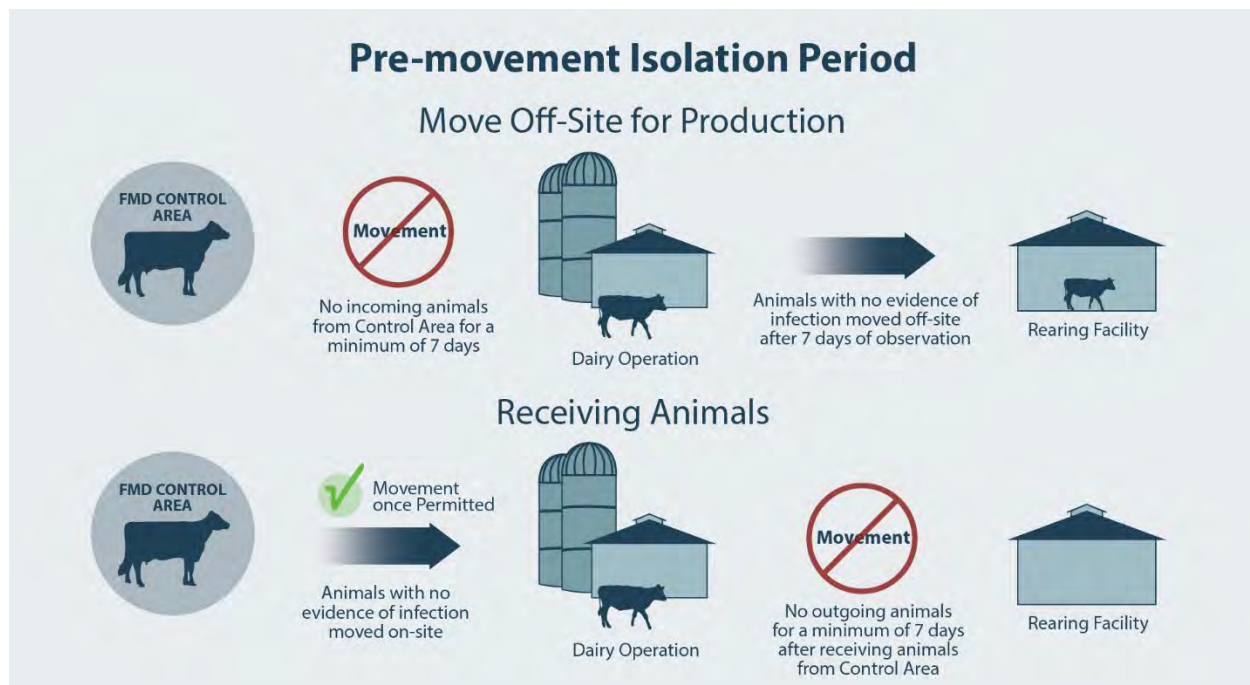 Pre-movement Isolation Period
Move Off-Site for Production
FMD CONTROL
AREA
Movement
No incoming animals
from Control Area for a
minimum of 7 days
Dairy Operation
Animals with no evidence of
infection moved off-site
after 7 days of observation
Rearing Facility
Receiving Animals
FMD CONTROL
AREA
Movement
once Permitted
Animals with no
evidence of infection
moved on-site
Dairy Operation
Movement
No outgoing animals
for a minimum of 7 days
after receiving animals
from Control Area
Rearing Facility